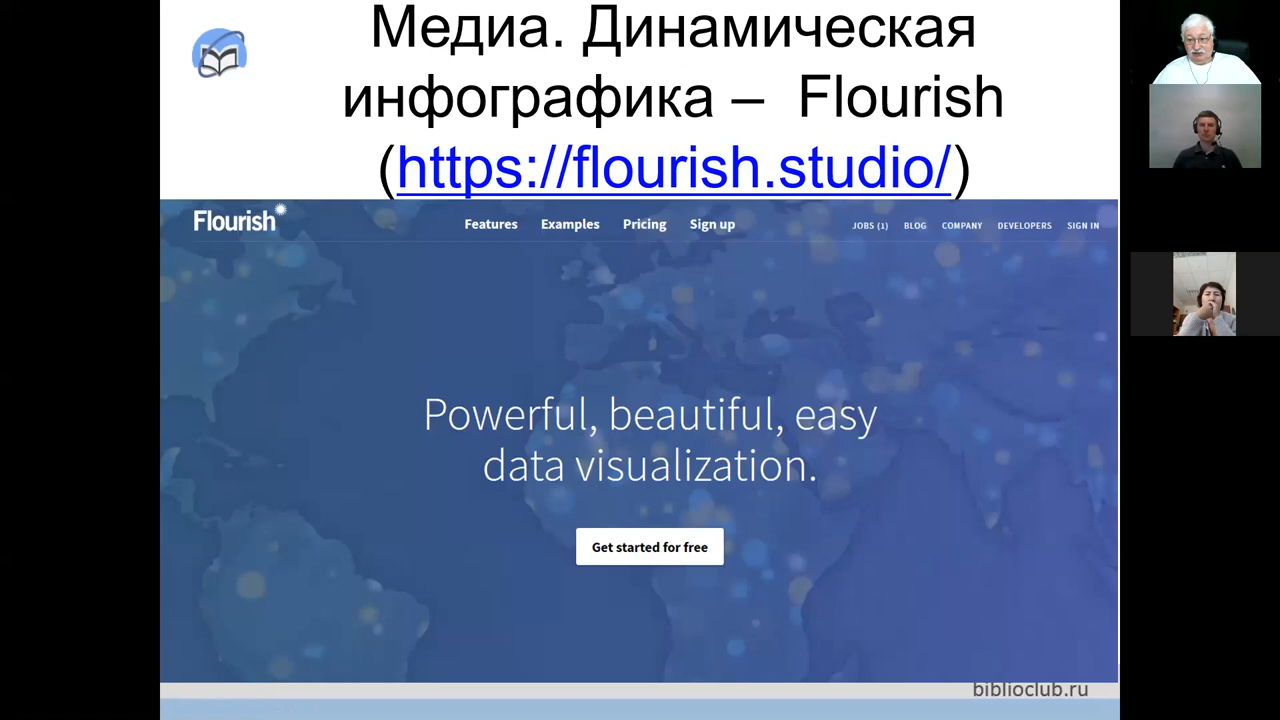 Медиа. Динамическая
инфографика – Flourish
(https://flourish.studio/)
Flourish
Features Examples Pricing Sign up
JOBS (1) BLOG COMPANY DEVELOPERS SIGN IN
Powerful, beautiful, easy
data visualization.
Get started for free
biblioclub.ru